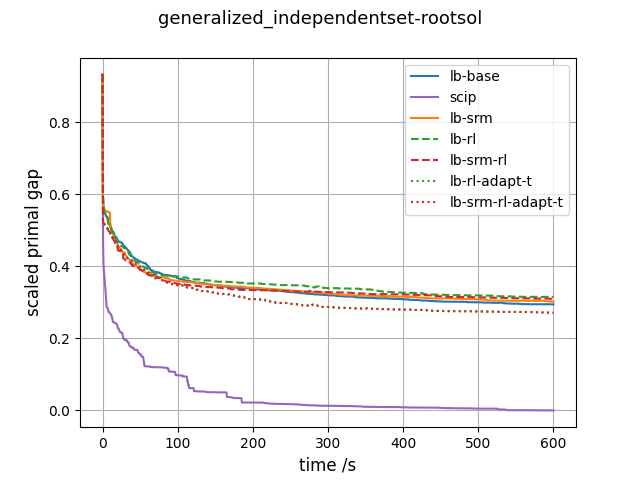 generalized_independentset-rootsol
lb-base
scip
lb-srm
lb-rl
lb-srm-rl
lb-rl-adapt-t
lb-srm-rl-adapt-t
scaled primal gap
0.8
0.6
0.4
0.2
0.0
0 100 200 300 400 500 600
time /s